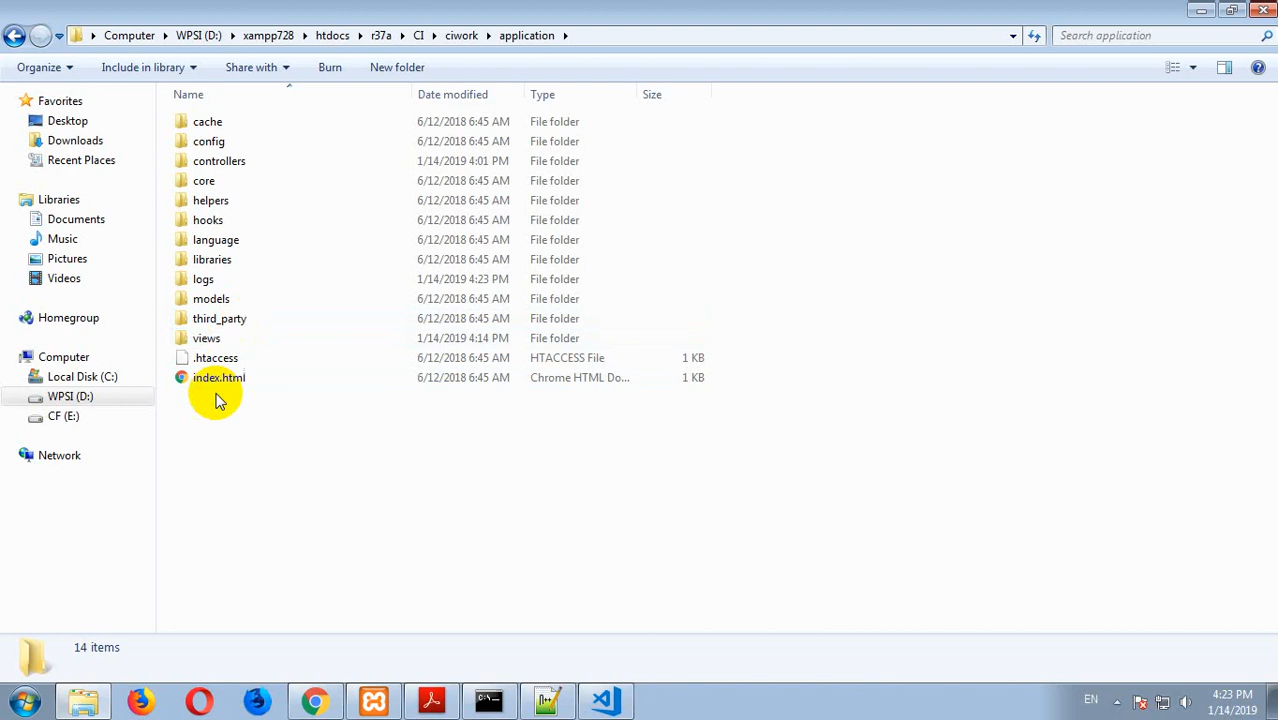 Computer WPSI (D:) xampp728 htdocs r37a CI ciwork application Search application
Organize Include in library Share with Burn New folder
Name Date modified Type Size
Favorites
Desktop
Downloads
Recent Places
Libraries
Documents
Music
Pictures
Videos
Homegroup
Computer
Local Disk (C:)
WPSI (D:)
CF (E:)
Network
cache 6/12/2018 6:45 AM File folder
config 6/12/2018 6:45 AM File folder
controllers 1/14/2019 4:01 PM File folder
core 6/12/2018 6:45 AM File folder
helpers 6/12/2018 6:45 AM File folder
hooks 6/12/2018 6:45 AM File folder
language 6/12/2018 6:45 AM File folder
libraries 6/12/2018 6:45 AM File folder
logs 1/14/2019 4:23 PM File folder
models 6/12/2018 6:45 AM File folder
third_party 6/12/2018 6:45 AM File folder
views 1/14/2019 4:14 PM File folder
.htaccess 6/12/2018 6:45 AM HTACCESS File 1 KB
index.html 6/12/2018 6:45 AM Chrome HTML Do... 1 KB
14 items
EN 4:23 PM
1/14/2019